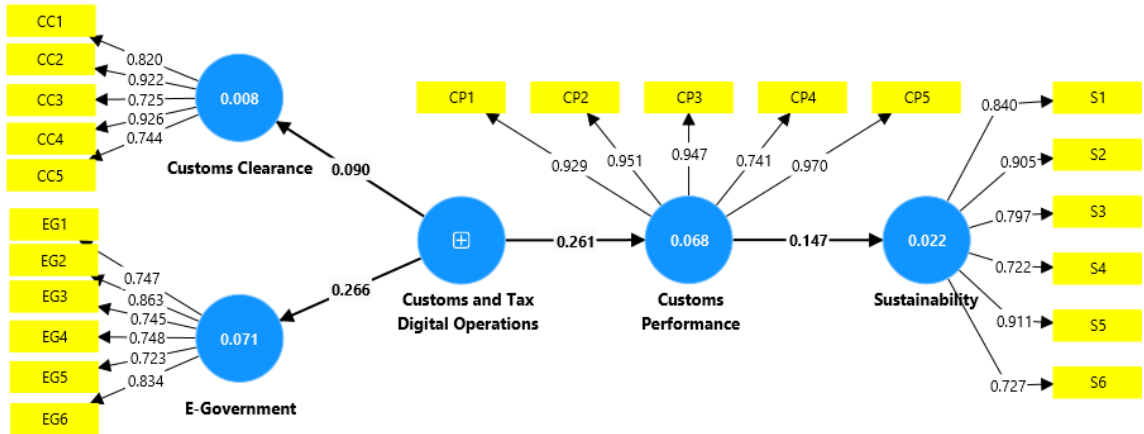 CC1
CC2
CC3
CC4
CC5
0.820
0.922
0.725
0.926
0.744
0.008
Customs Clearance
0.090
EG1
EG2
EG3
EG4
EG5
EG6
0.747
0.863
0.745
0.748
0.723
0.834
0.071
E-Government
0.266
Customs and Tax
Digital Operations
0.261
CP1
CP2
CP3
CP4
CP5
0.929
0.951
0.947
0.741
0.970
0.068
Customs
Performance
0.147
0.022
Sustainability
0.840
0.905
0.797
0.722
0.911
0.727
S1
S2
S3
S4
S5
S6